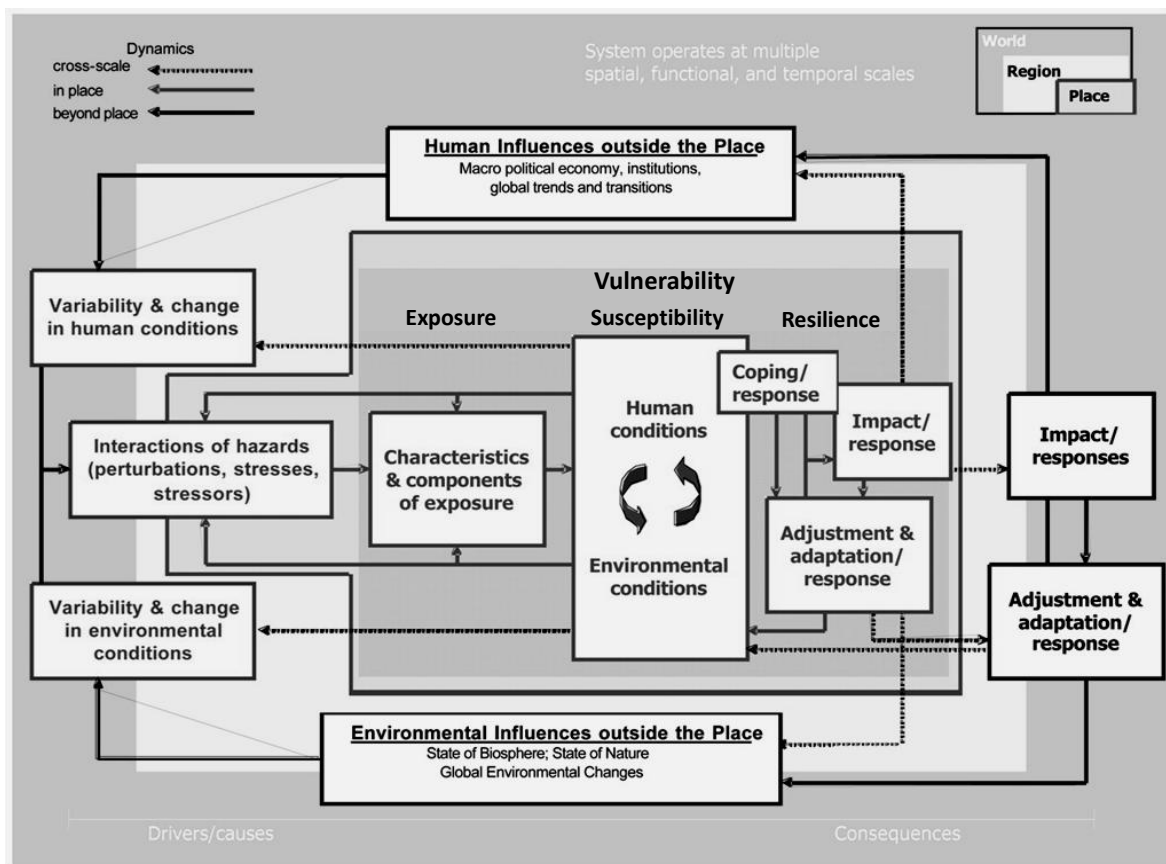 Dynamics
cross-scale
in place
beyond place
System operates at multiple
spatial, functional, and temporal scales
World
Region
Place
Human Influences outside the Place
Macro political economy, institutions,
global trends and transitions
Variability & change
in human conditions
Vulnerability
Exposure
Susceptibility
Resilience
Coping/
response
Impact/
response
Human
conditions
Interactions of hazards
(perturbations, stresses,
stressors)
Characteristics
& components
of exposure
Impact/
responses
Environmental
conditions
Adjustment &
adaptation/
response
Variability & change
in environmental
conditions
Adjustment &
adaptation/
response
Environmental Influences outside the Place
State of Biosphere; State of Nature
Global Environmental Changes
Drivers/causes
Consequences